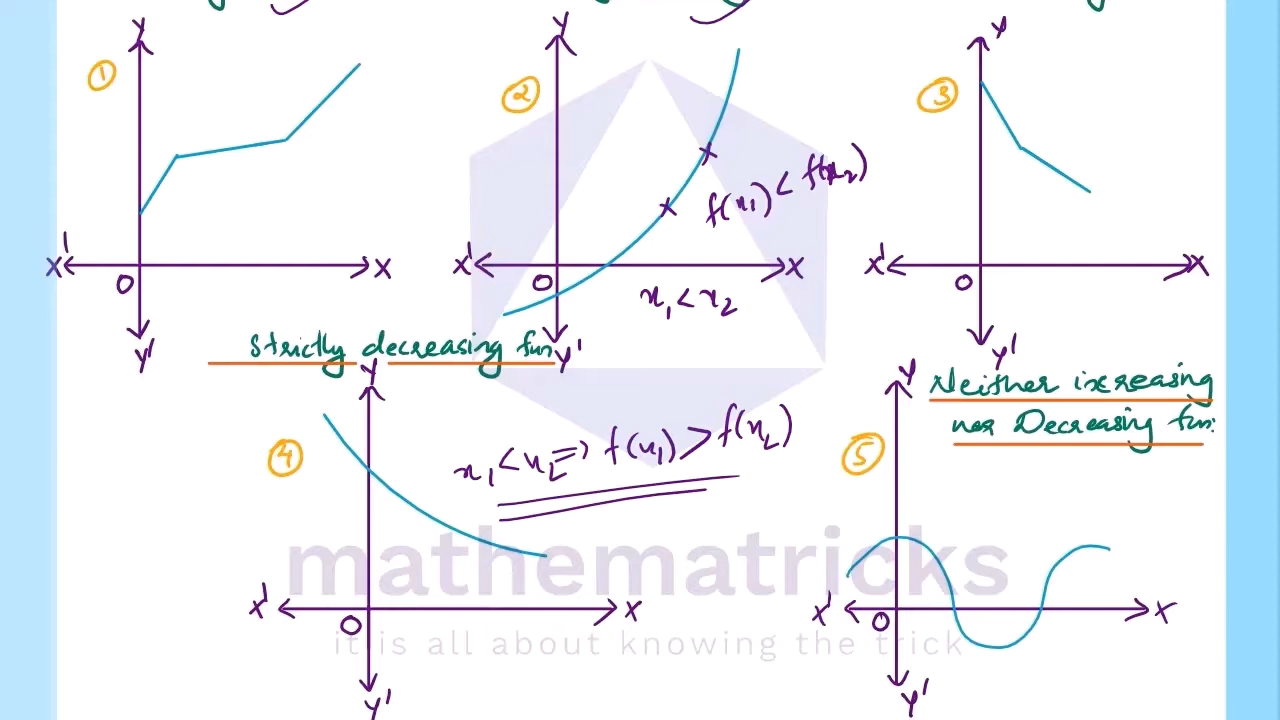 Y
Y
Y
①
②
③
f(x₁) < f(x₂)
X'
O
X
X'
O
X
X'
O
X
x₁ < x₂
Y'
Y'
Y'
Strictly decreasing fun
Y
Y
Neither increasing
nor Decreasing fun:
④
x₁ < x₂ => f(x₁) > f(x₂)
⑤
mathematricks
X'
O
X
X'
O
X
it is all about knowing the trick
Y'
Y'